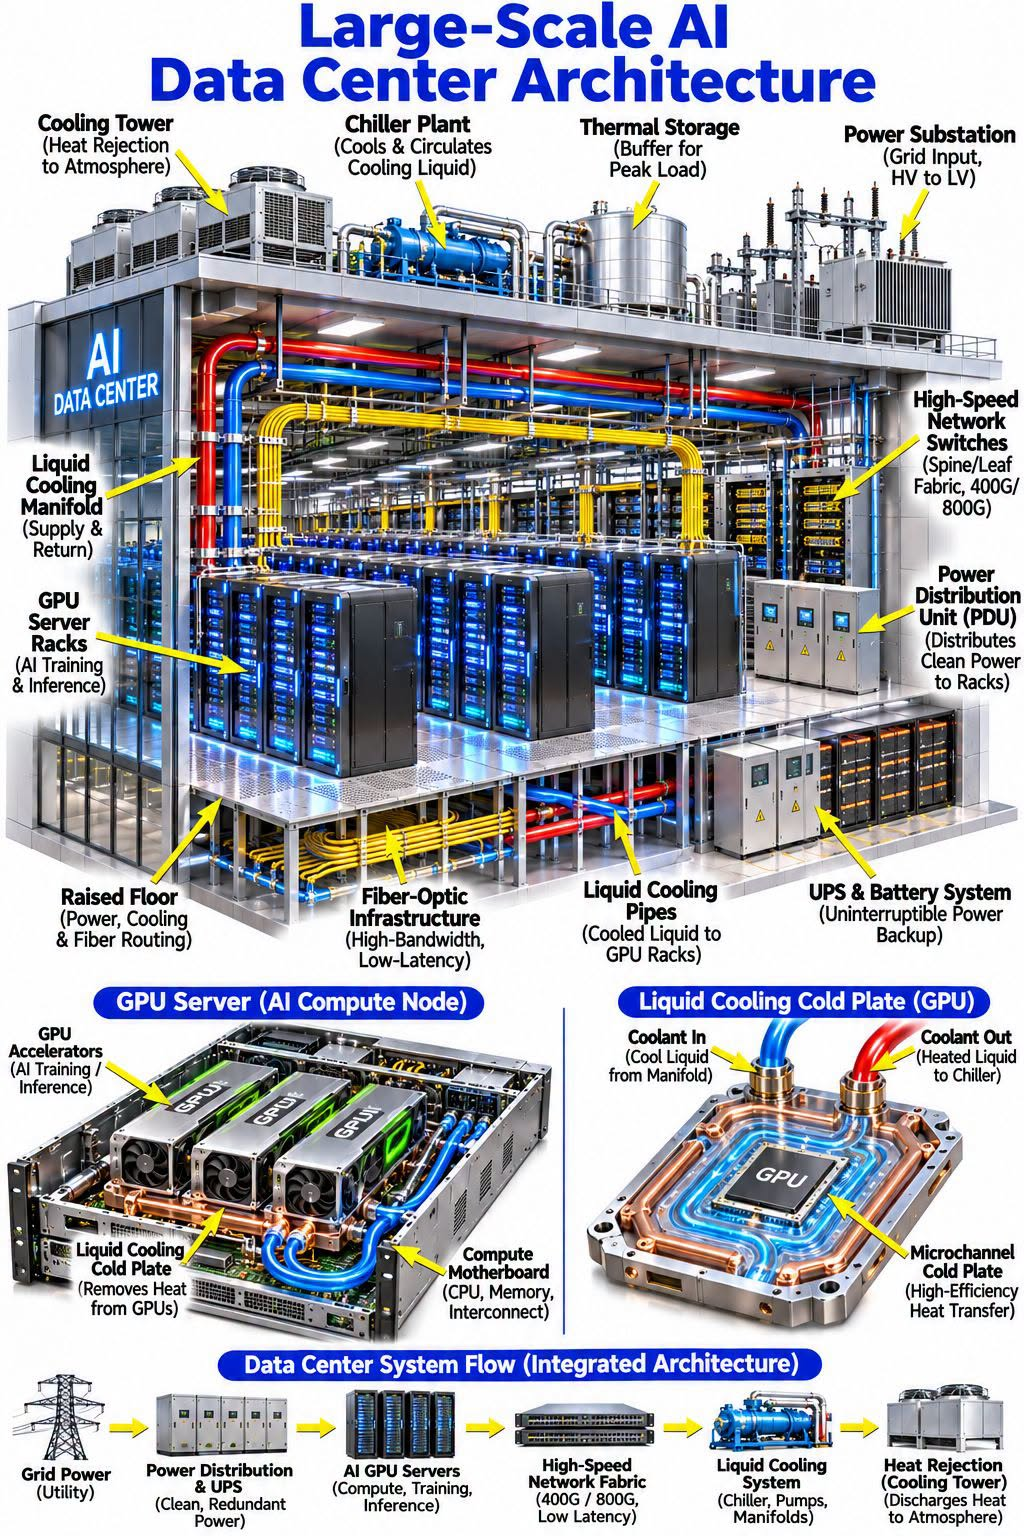 Large-Scale AI
Data Center Architecture
Cooling Tower
(Heat Rejection
to Atmosphere)
Chiller Plant
(Cools & Circulates
Cooling Liquid)
Thermal Storage
(Buffer for
Peak Load)
Power Substation
(Grid Input,
HV to LV)
AI
DATA CENTER
High-Speed
Network
Switches
(Spine/Leaf
Fabric, 400G/
800G)
Liquid
Cooling
Manifold
(Supply &
Return)
GPU
Server
Racks
(AI Training
& Inference)
Power
Distribution
Unit (PDU)
(Distributes
Clean Power
to Racks)
Raised Floor
(Power, Cooling
& Fiber Routing)
Fiber-Optic
Infrastructure
(High-Bandwidth,
Low-Latency)
Liquid Cooling
Pipes
(Cooled Liquid to
GPU Racks)
UPS & Battery System
(Uninterruptible Power
Backup)
GPU Server (AI Compute Node)
GPU
Accelerators
(AI Training /
Inference)
GPU
GPU
GPU
Liquid Cooling
Cold Plate
(Removes Heat
from GPUs)
Compute
Motherboard
(CPU, Memory,
Interconnect)
Liquid Cooling Cold Plate (GPU)
Coolant In
(Cool Liquid
from Manifold)
Coolant Out
(Heated Liquid
to Chiller)
GPU
Microchannel
Cold Plate
(High-Efficiency
Heat Transfer)
Data Center System Flow (Integrated Architecture)
Grid Power
(Utility)
Power Distribution
& UPS
(Clean, Redundant
Power)
AI GPU Servers
(Compute, Training,
Inference)
High-Speed
Network Fabric
(400G / 800G,
Low Latency)
Liquid Cooling
System
(Chiller, Pumps,
Manifolds)
Heat Rejection
(Cooling Tower)
(Discharges Heat
to Atmosphere)